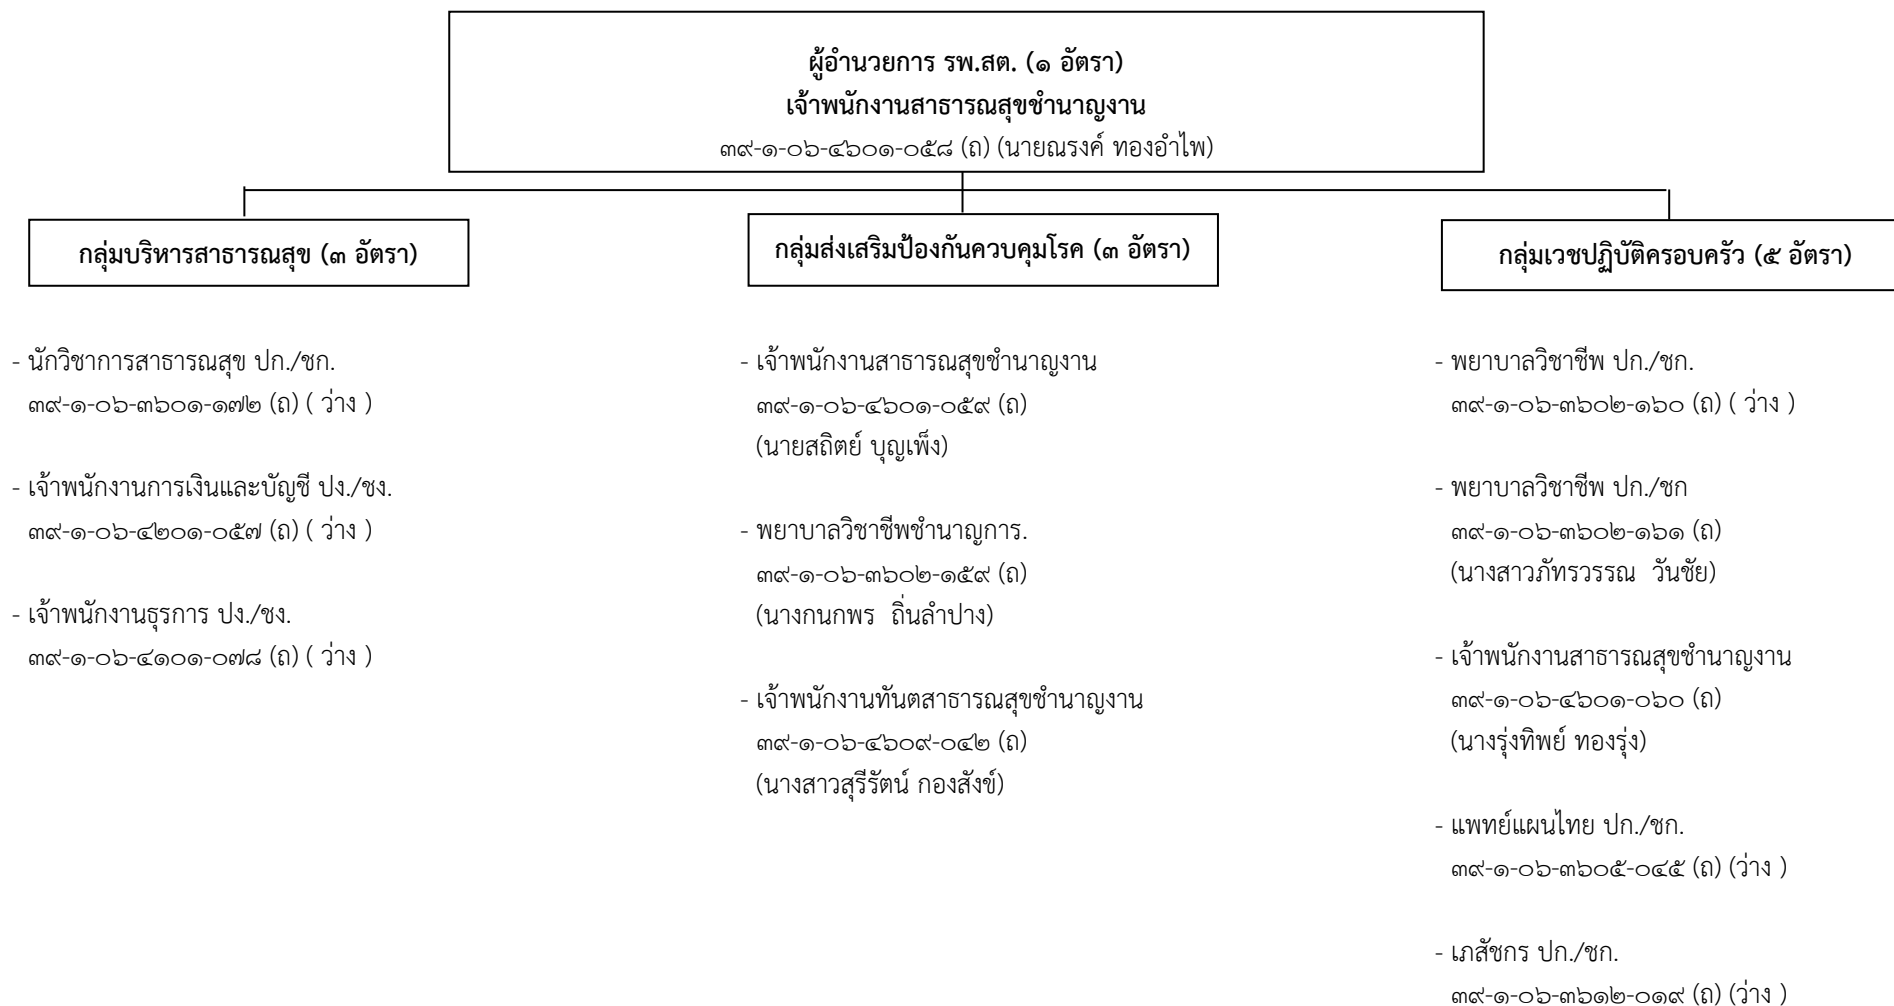 ผู้อำนวยการ รพ.สต. (๑ อัตรา)
เจ้าพนักงานสาธารณสุขชำนาญงาน
๓๙-๑-๐๖-๔๖๐๑-๐๕๘ (ถ) (นายณรงค์ ทองอำไพ)
กลุ่มบริหารสาธารณสุข (๓ อัตรา)
- นักวิชาการสาธารณสุข ปก./ชก.
๓๙-๑-๐๖-๓๖๐๑-๑๗๒ (ถ) ( ว่าง )
- เจ้าพนักงานการเงินและบัญชี ปง./ชง.
๓๙-๑-๐๖-๔๒๐๑-๐๕๗ (ถ) ( ว่าง )
- เจ้าพนักงานธุรการ ปง./ชง.
๓๙-๑-๐๖-๔๑๐๑-๐๗๘ (ถ) ( ว่าง )
กลุ่มส่งเสริมป้องกันควบคุมโรค (๓ อัตรา)
- เจ้าพนักงานสาธารณสุขชำนาญงาน
๓๙-๑-๐๖-๔๖๐๑-๐๕๙ (ถ)
(นายสถิตย์ บุญเพ็ง)
- พยาบาลวิชาชีพชำนาญการ.
๓๙-๑-๐๖-๓๖๐๒-๑๕๙ (ถ)
(นางกนกพร ถิ่นลำปาง)
- เจ้าพนักงานทันตสาธารณสุขชำนาญงาน
๓๙-๑-๐๖-๔๖๐๙-๐๔๒ (ถ)
(นางสาวสุรีรัตน์ กองสังข์)
กลุ่มเวชปฏิบัติครอบครัว (๕ อัตรา)
- พยาบาลวิชาชีพ ปก./ชก.
๓๙-๑-๐๖-๓๖๐๒-๑๖๐ (ถ) ( ว่าง )
- พยาบาลวิชาชีพ ปก./ชก
๓๙-๑-๐๖-๓๖๐๒-๑๖๑ (ถ)
(นางสาวภัทรวรรณ วันชัย)
- เจ้าพนักงานสาธารณสุขชำนาญงาน
๓๙-๑-๐๖-๔๖๐๑-๐๖๐ (ถ)
(นางรุ่งทิพย์ ทองรุ่ง)
- แพทย์แผนไทย ปก./ชก.
๓๙-๑-๐๖-๓๖๐๕-๐๔๕ (ถ) (ว่าง )
- เภสัชกร ปก./ชก.
๓๙-๑-๐๖-๓๖๑๒-๐๑๙ (ถ) (ว่าง )